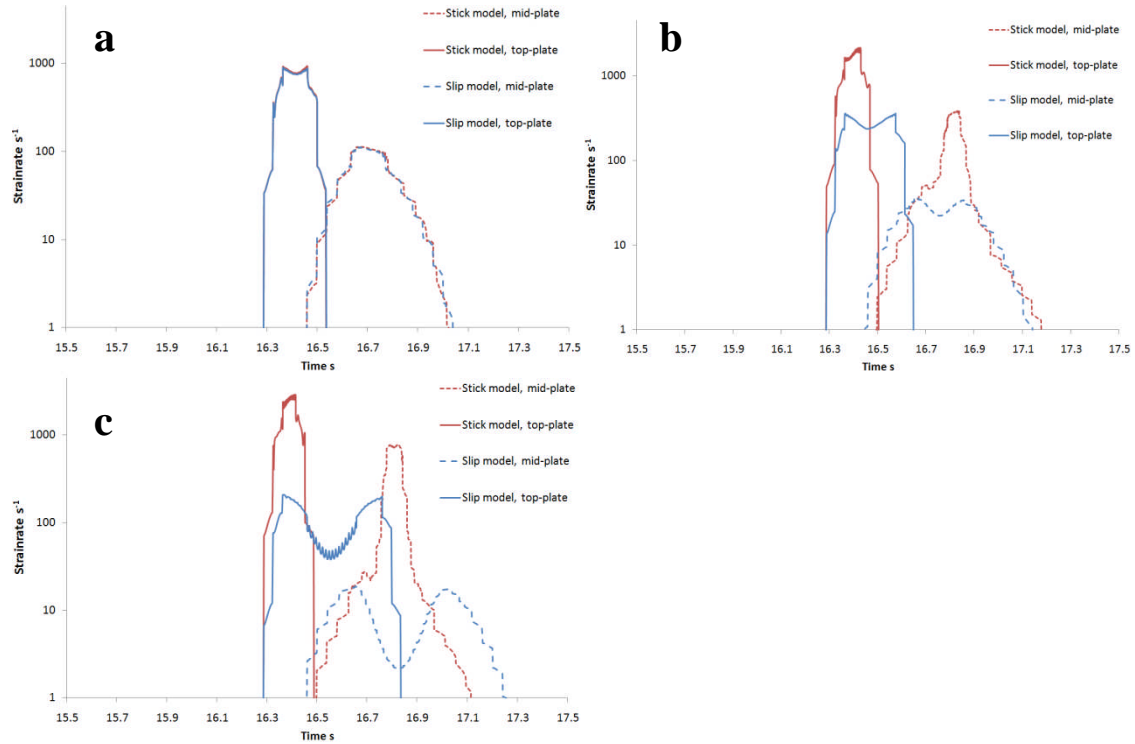 a
Stick model, mid-plate
Stick model, top-plate
Slip model, mid-plate
Slip model, top-plate
1000
100
10
1
Strainrate s⁻¹
15.5 15.7 15.9 16.1 16.3 16.5 16.7 16.9 17.1 17.3 17.5
Time s
b
Stick model, mid-plate
Stick model, top-plate
Slip model, mid-plate
Slip model, top-plate
1000
100
10
1
Strainrate s⁻¹
15.5 15.7 15.9 16.1 16.3 16.5 16.7 16.9 17.1 17.3 17.5
Time s
c
Stick model, mid-plate
Stick model, top-plate
Slip model, mid-plate
Slip model, top-plate
1000
100
10
1
Strainrate s⁻¹
15.5 15.7 15.9 16.1 16.3 16.5 16.7 16.9 17.1 17.3 17.5
Time s